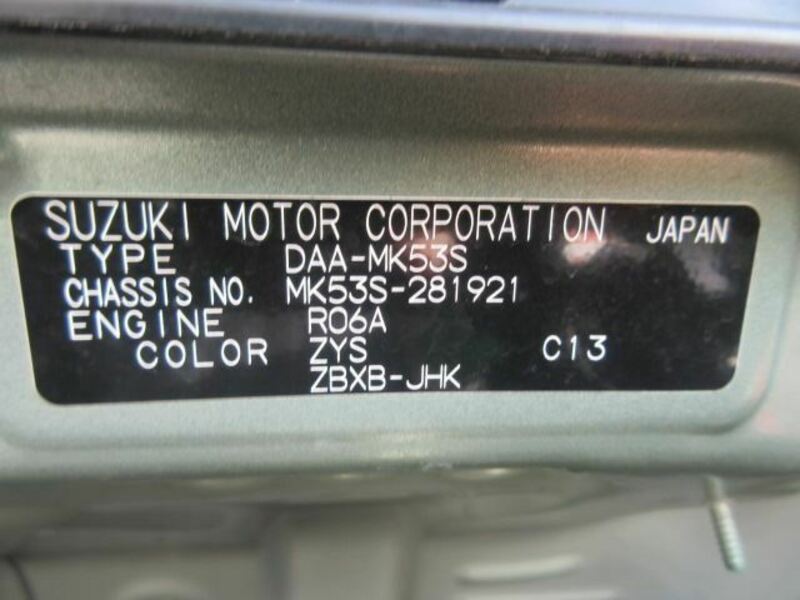 SUZUKI MOTOR CORPORATION JAPAN
TYPE DAA-MK53S
CHASSIS NO. MK53S-281921
ENGINE R06A
COLOR ZYS C13
ZBXB-JHK